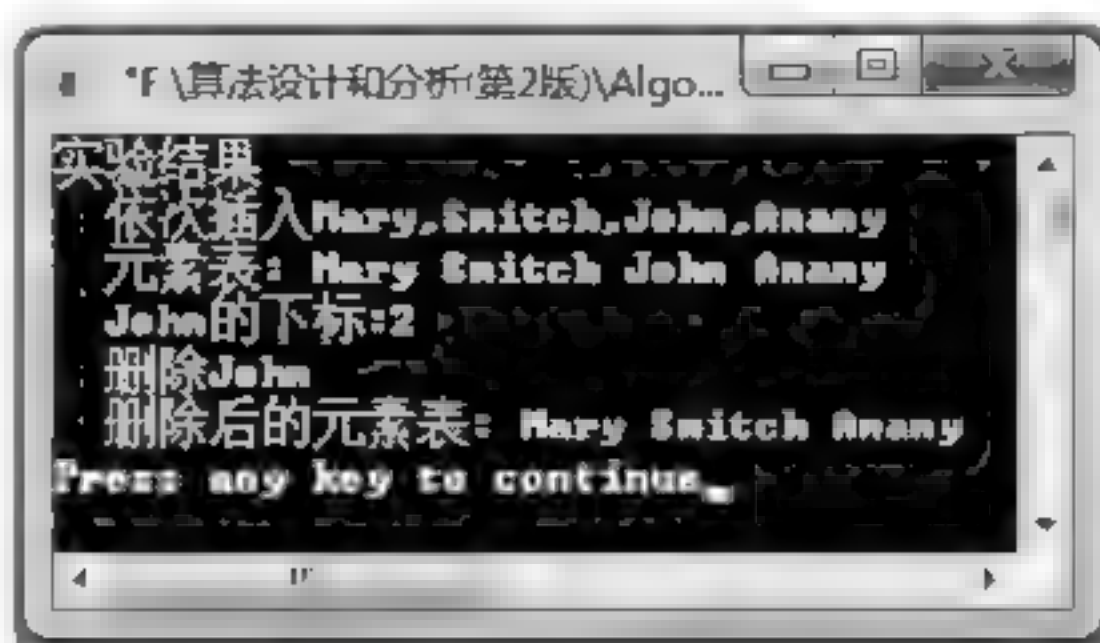 "F \算法设计和分析(第2版)\Algo...
实验结果
依次插入Mary,Smitch,John,Anany
元素表: Mary Smitch John Anany
John的下标:2
删除John
删除后的元素表: Mary Smitch Anany
Press any key to continue_